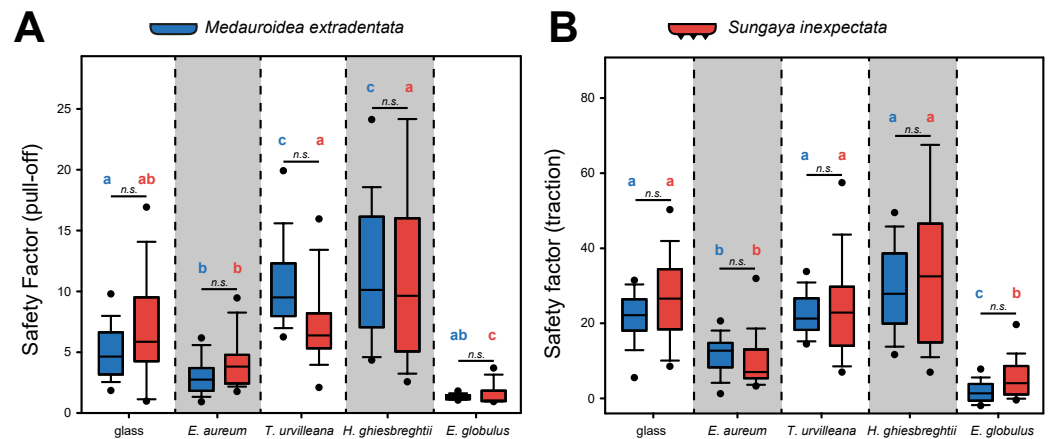 A
Medauroidea extradentata
B
Sungaya inexpectata
Safety Factor (pull-off)
25
20
15
10
5
0
a
n.s.
ab
b
n.s.
b
c
n.s.
a
c
n.s.
a
ab
n.s.
c
glass
E. aureum
T. urvilleana
H. ghiesbreghtii
E. globulus
Safety factor (traction)
80
60
40
20
0
a
n.s.
a
b
n.s.
b
a
n.s.
a
a
n.s.
a
c
n.s.
b
glass
E. aureum
T. urvilleana
H. ghiesbreghtii
E. globulus